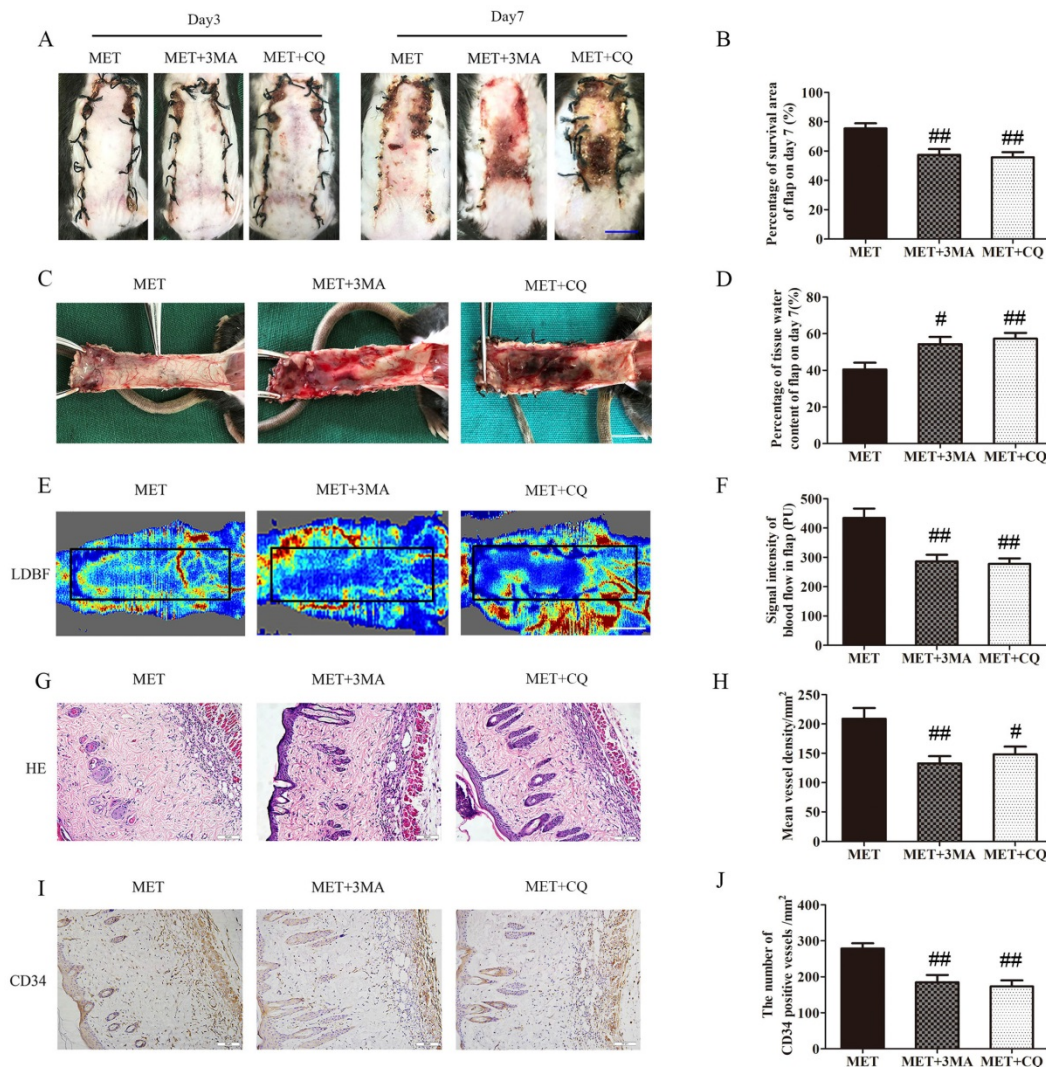 Day3
Day7
A
MET
MET+3MA
MET+CQ
MET
MET+3MA
MET+CQ
B
Percentage of survival area
of flap on day 7 (%)
100
80
60
40
20
0
##
##
MET
MET+3MA
MET+CQ
C
MET
MET+3MA
MET+CQ
D
Percentage of tissue water
content of flap on day 7(%)
80
60
40
20
0
#
##
MET
MET+3MA
MET+CQ
E
MET
MET+3MA
MET+CQ
LDBF
F
Signal intensity of
blood flow in flap (PU)
500
400
300
200
100
0
##
##
MET
MET+3MA
MET+CQ
G
MET
MET+3MA
MET+CQ
HE
H
Mean vessel density/mm²
250
200
150
100
50
0
##
#
MET
MET+3MA
MET+CQ
I
MET
MET+3MA
MET+CQ
CD34
J
The number of
CD34 positive vessels /mm²
400
300
200
100
0
##
##
MET
MET+3MA
MET+CQ